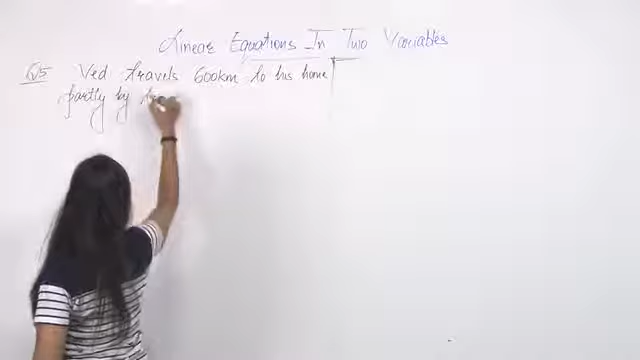 Linear Equations In Two Variables
Q5 Ved travels 600km to his home
partly by